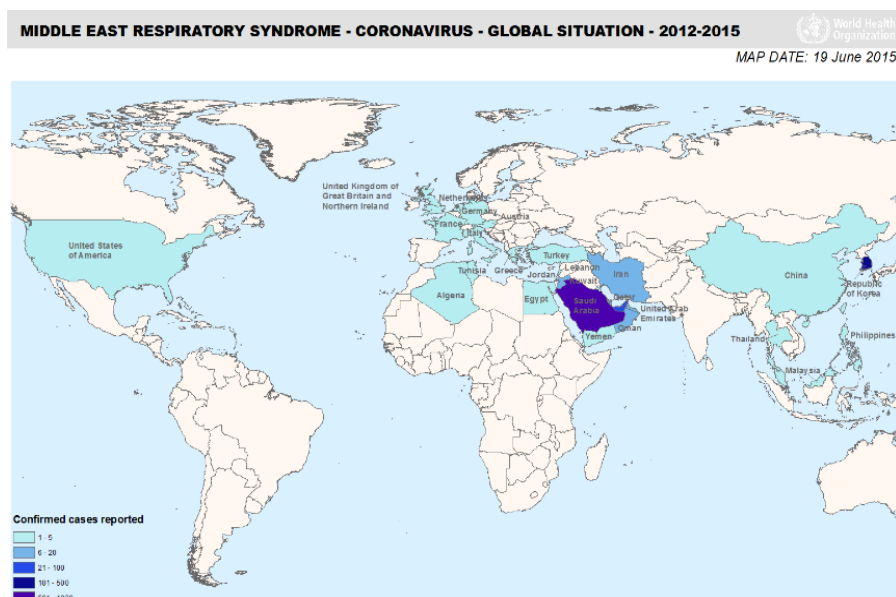 MIDDLE EAST RESPIRATORY SYNDROME - CORONAVIRUS - GLOBAL SITUATION - 2012-2015
World Health
Organization
MAP DATE: 19 June 2015
United Kingdom of
Great Britain and
Northern Ireland
Germany
Austria
France
Italy
United States
of America
Turkey
Tunisia
Greece
Lebanon
Jordan
Iran
China
Algeria
Egypt
Saudi
Arabia
Qatar
Republic
of Korea
United Arab
Emirates
Oman
Yemen
Thailand
Philippines
Malaysia
Confirmed cases reported
1 - 5
6 - 20
21 - 100
101 - 500